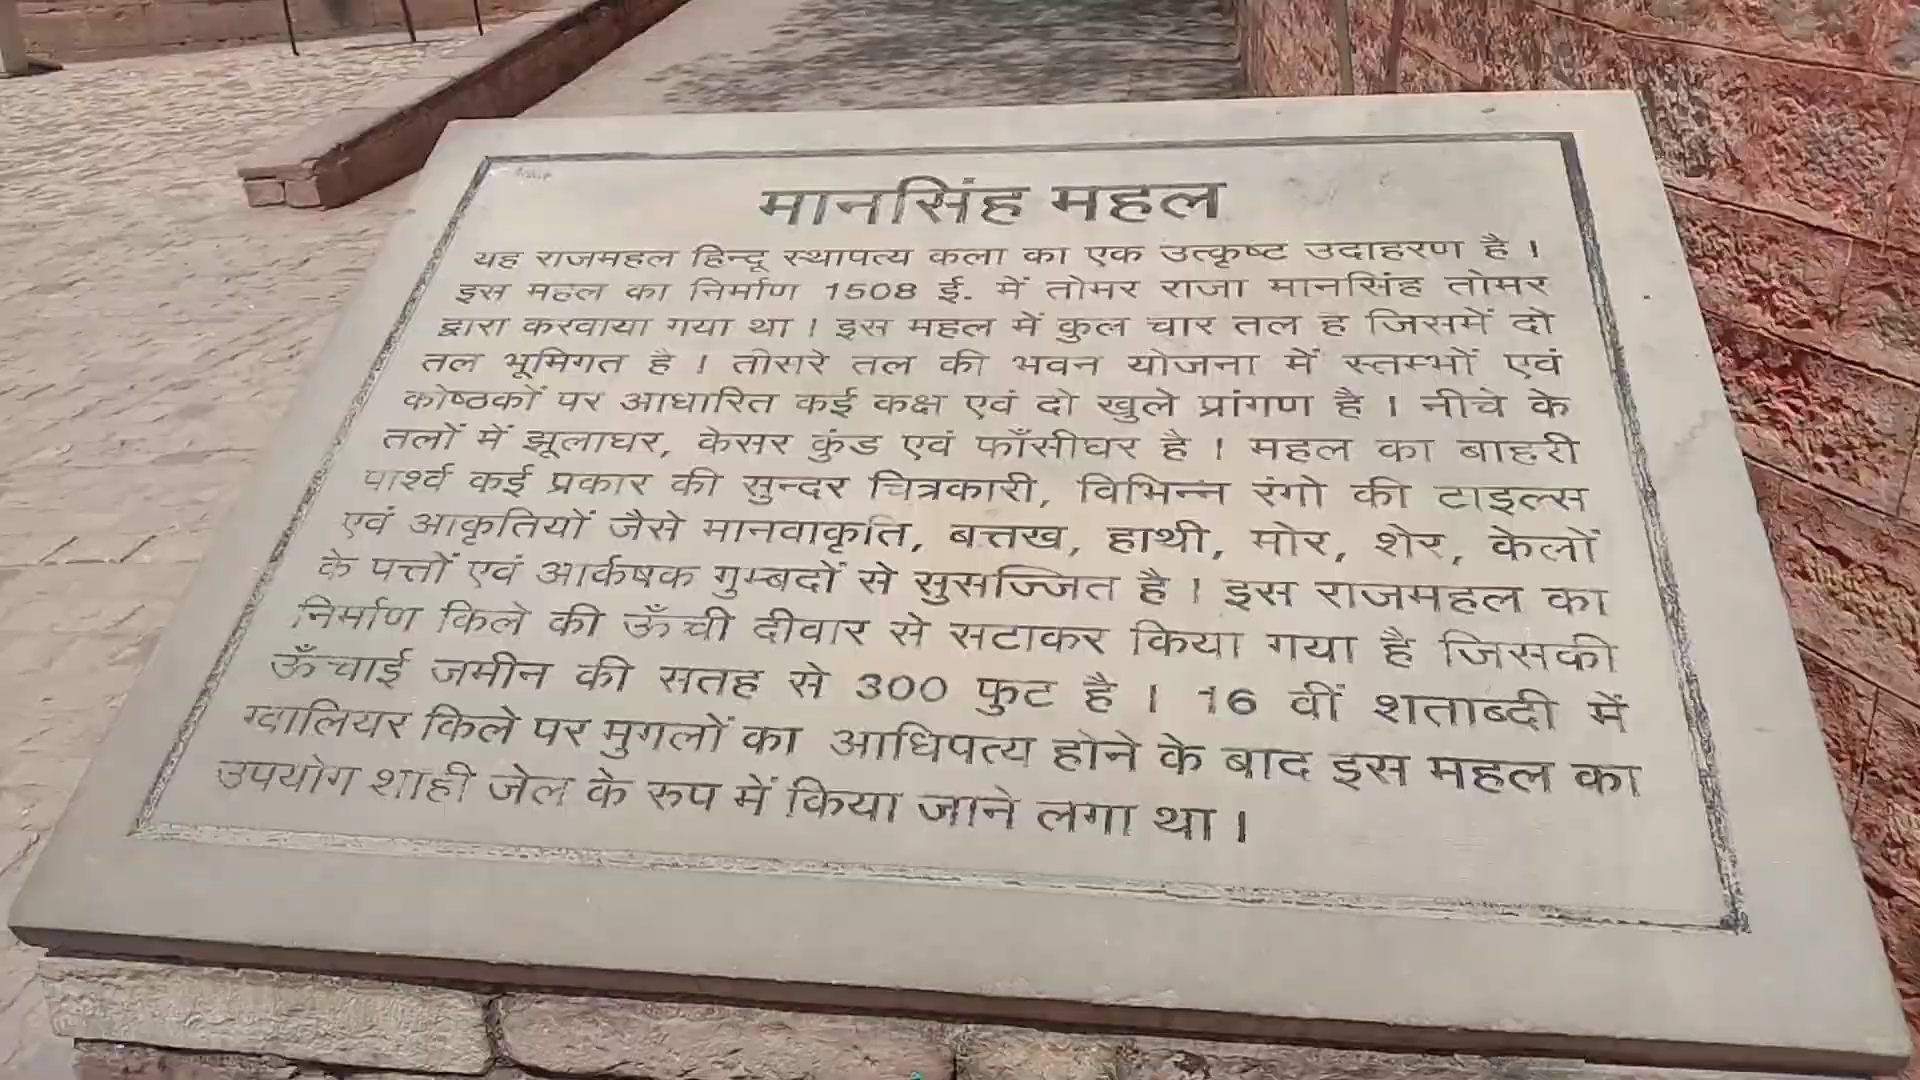 मानसिंह महल
यह राजमहल हिन्दू स्थापत्य कला का एक उत्कृष्ट उदाहरण है ।
इस महल का निर्माण 1508 ई. में तोमर राजा मानसिंह तोमर
द्वारा करवाया गया था । इस महल में कुल चार तल है जिसमें दो
तल भूमिगत है । तीसरे तल की भवन योजना में स्तम्भों एवं
कोष्ठकों पर आधारित कई कक्ष एवं दो खुले प्रांगण है । नीचे के
तलों में झूलाघर, केसर कुंड एवं फाँसीघर है । महल का बाहरी
पार्श्व कई प्रकार की सुन्दर चित्रकारी, विभिन्न रंगो की टाइल्स
एवं आकृतियों जैसे मानवाकृति, बत्तख, हाथी, मोर, शेर, केलों
के पत्तों एवं आर्कषक गुम्बदों से सुसज्जित है । इस राजमहल का
निर्माण किले की ऊँची दीवार से सटाकर किया गया है जिसकी
ऊँचाई जमीन की सतह से 300 फुट है । 16 वीं शताब्दी में
ग्वालियर किले पर मुगलों का आधिपत्य होने के बाद इस महल का
उपयोग शाही जेल के रुप में किया जाने लगा था ।